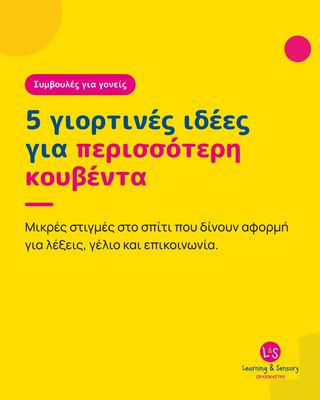 Συμβουλές για γονείς
5 γιορτινές ιδέες
για περισσότερη
κουβέντα
Μικρές στιγμές στο σπίτι που δίνουν αφορμή
για λέξεις, γέλιο και επικοινωνία.
L&S
Learning & Sensory
ΩΡΑΙΟΚΑΣΤΡΟ